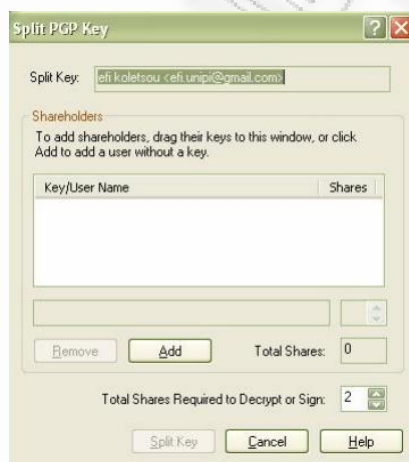 Split PGP Key
Split Key: efi koletsou <efi.unipi@gmail.com>
Shareholders
To add shareholders, drag their keys to this window, or click
Add to add a user without a key.
Key/User Name Shares
Remove Add Total Shares: 0
Total Shares Required to Decrypt or Sign: 2
Split Key Cancel Help